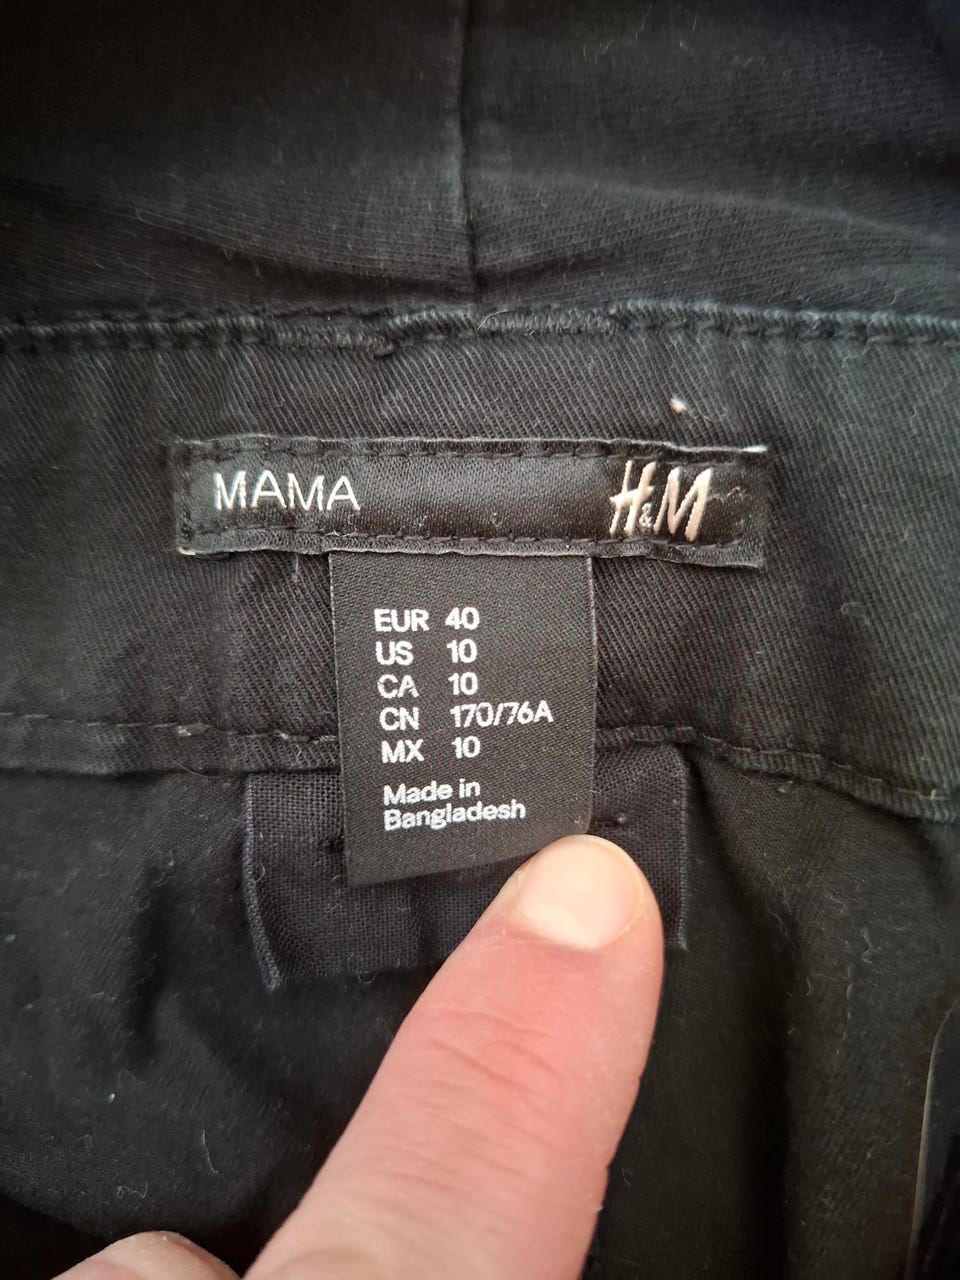 MAMA H&M
EUR 40
US 10
CA 10
CN 170/76A
MX 10
Made in
Bangladesh